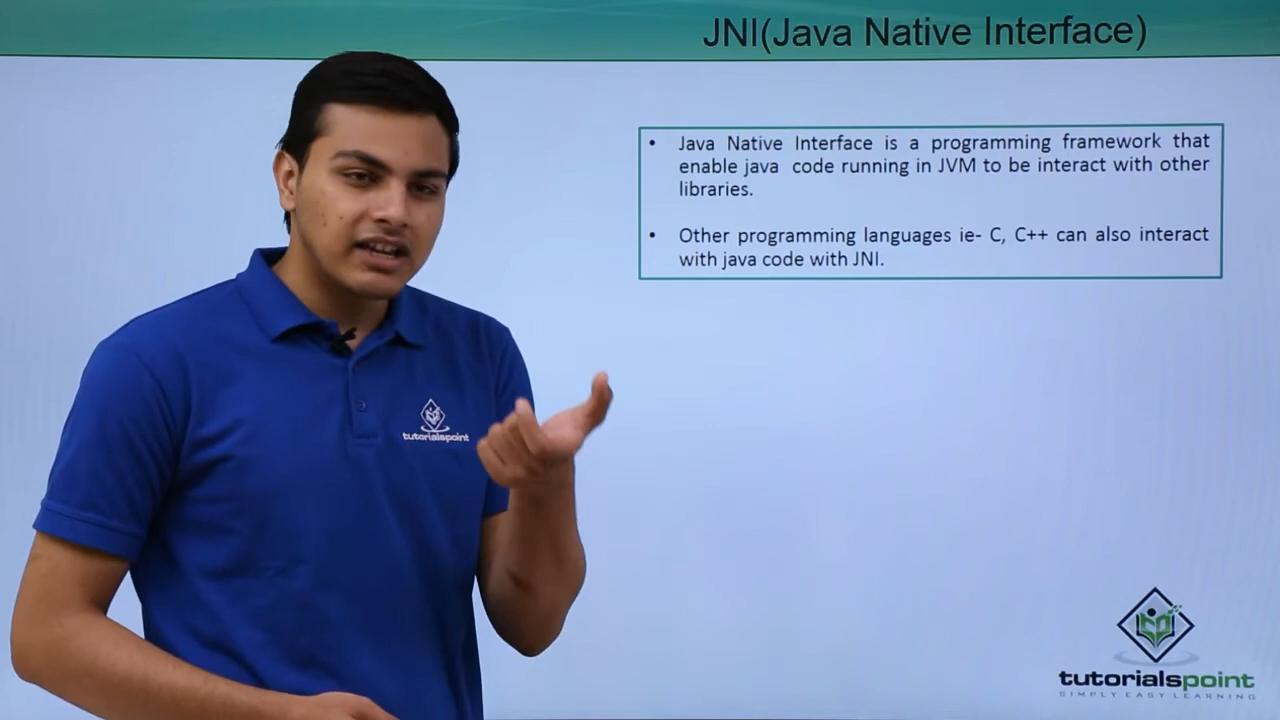 JNI(Java Native Interface)
• Java Native Interface is a programming framework that
enable java code running in JVM to be interact with other
libraries.
• Other programming languages ie- C, C++ can also interact
with java code with JNI.
tutorialspoint
tutorialspoint
SIMPLY EASY LEARNING